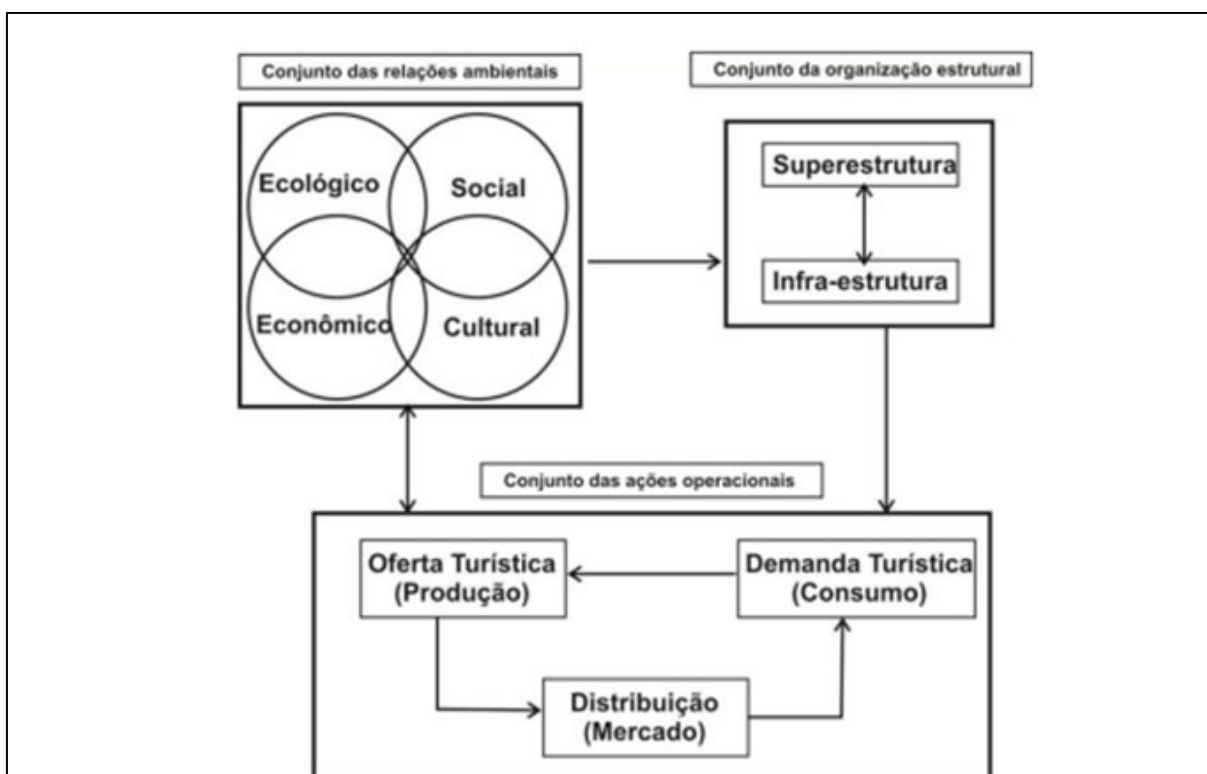 Conjunto das relações ambientais
Conjunto da organização estrutural
Ecológico
Social
Econômico
Cultural
Superestrutura
Infra-estrutura
Conjunto das ações operacionais
Oferta Turística
(Produção)
Demanda Turística
(Consumo)
Distribuição
(Mercado)